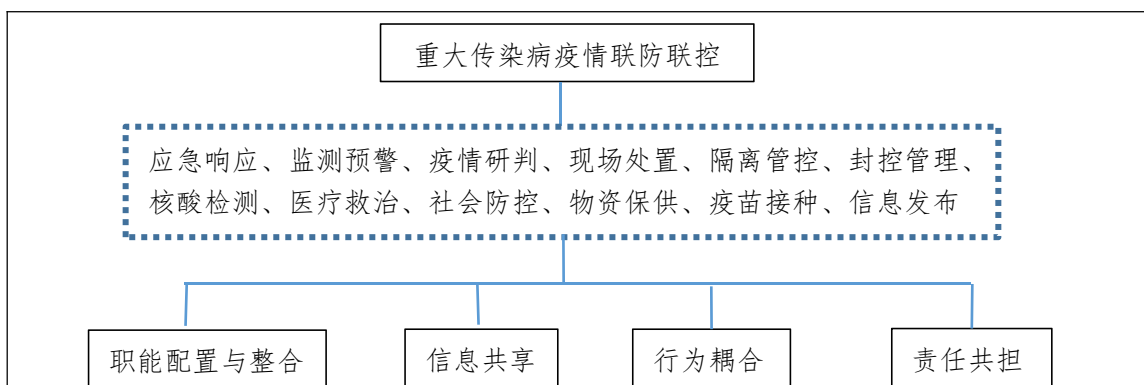 重大传染病疫情联防联控
应急响应、监测预警、疫情研判、现场处置、隔离管控、封控管理、
核酸检测、医疗救治、社会防控、物资保供、疫苗接种、信息发布
职能配置与整合
信息共享
行为耦合
责任共担